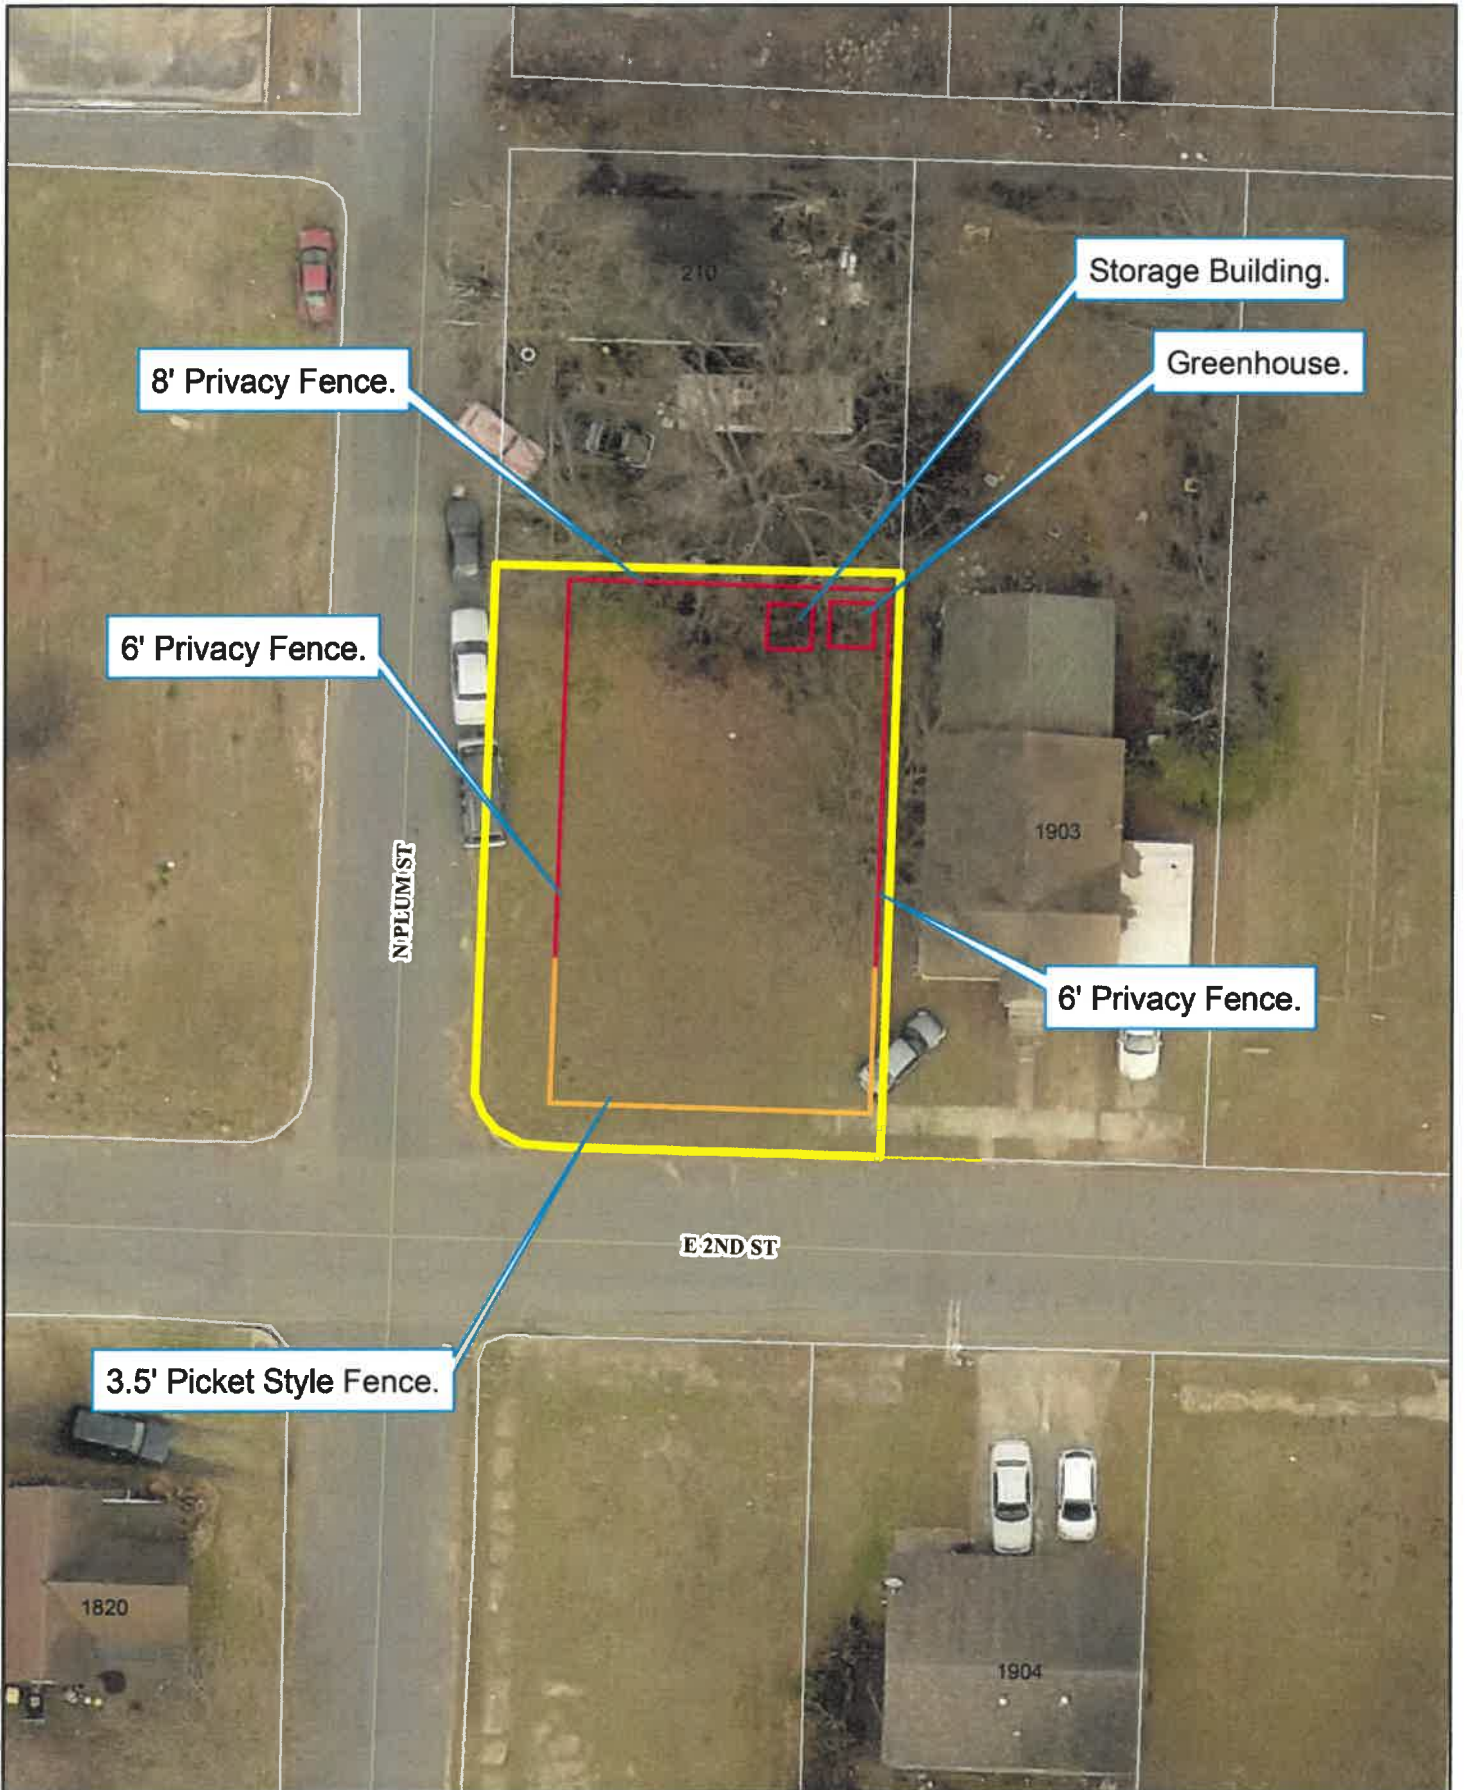 210
Storage Building.
Greenhouse.
8' Privacy Fence.
6' Privacy Fence.
1903
N PLUM ST
6' Privacy Fence.
E 2ND ST
3.5' Picket Style Fence.
1820
1904